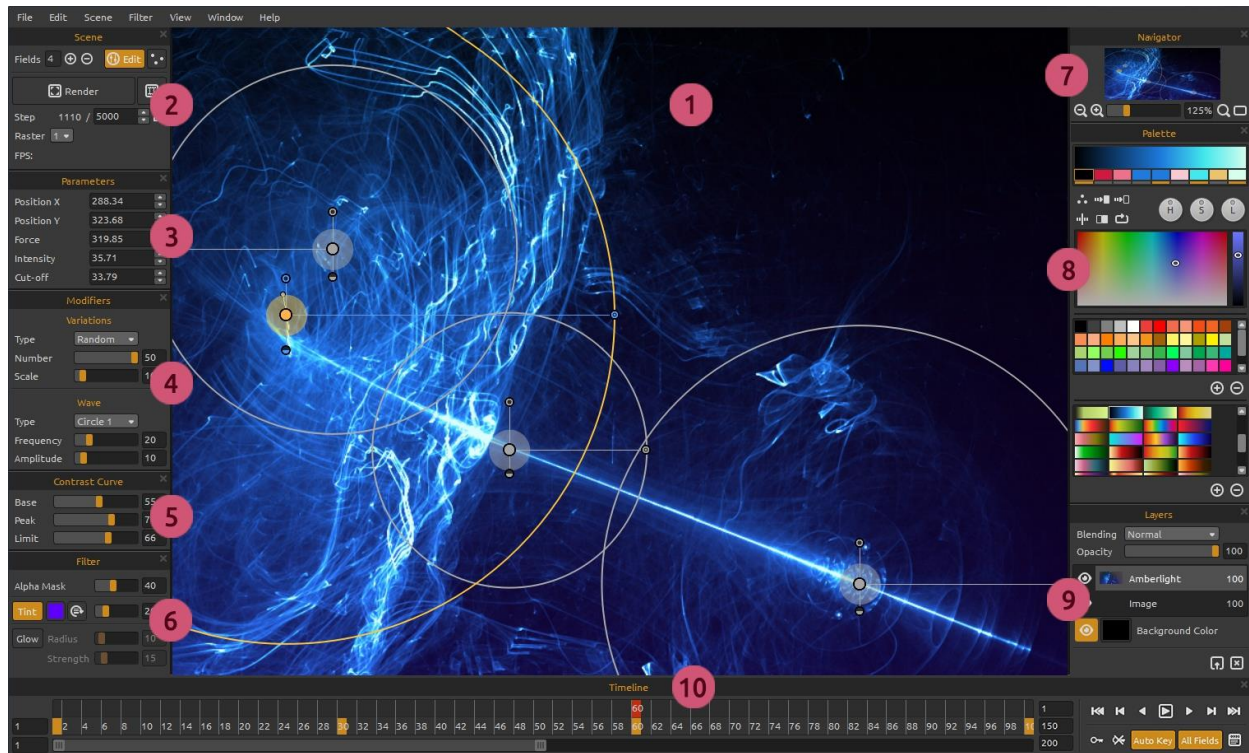 File Edit Scene Filter View Window Help
Scene
Fields 4 Edit
Render
2
Step 1110 / 5000
Raster 1
FPS:
Parameters
Position X 288.34
Position Y 323.68
Force 319.85
3
Intensity 35.71
Cut-off 33.79
Modifiers
Variations
Type Random
Number 50
Scale
4
Wave
Type Circle 1
Frequency 20
Amplitude 10
Contrast Curve
Base
Peak
5
Limit 66
Filter
Alpha Mask 40
Tint
6
Glow Radius
Strength 15
1
Navigator
7
125%
Palette
H S L
8
Layers
Blending Normal
Opacity 100
Amberlight 100
9
Image 100
Background Color
Timeline
10
60 1
1 2 4 6 8 10 12 14 16 18 20 22 24 26 28 30 32 34 36 38 40 42 44 46 48 50 52 54 56 58 60 62 64 66 68 70 72 74 76 78 80 82 84 86 88 90 92 94 96 98 150
1 200
Auto Key All Fields